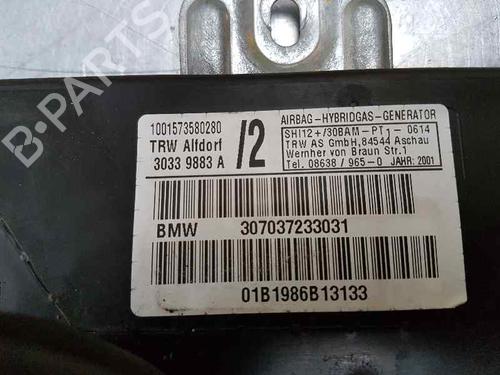 B-PARTS
1001573580280
TRW Alfdorf
3033 9883 A
/2
AIRBAG-HYBRIDGAS-GENERATOR
SHI12+/30BAM-PT1-0614
TRW AS GmbH,84544 Aschau
Wernher von Braun Str.1
Tel.08638/965-0 JAHR:2001
BMW 307037233031
01B1986B13133